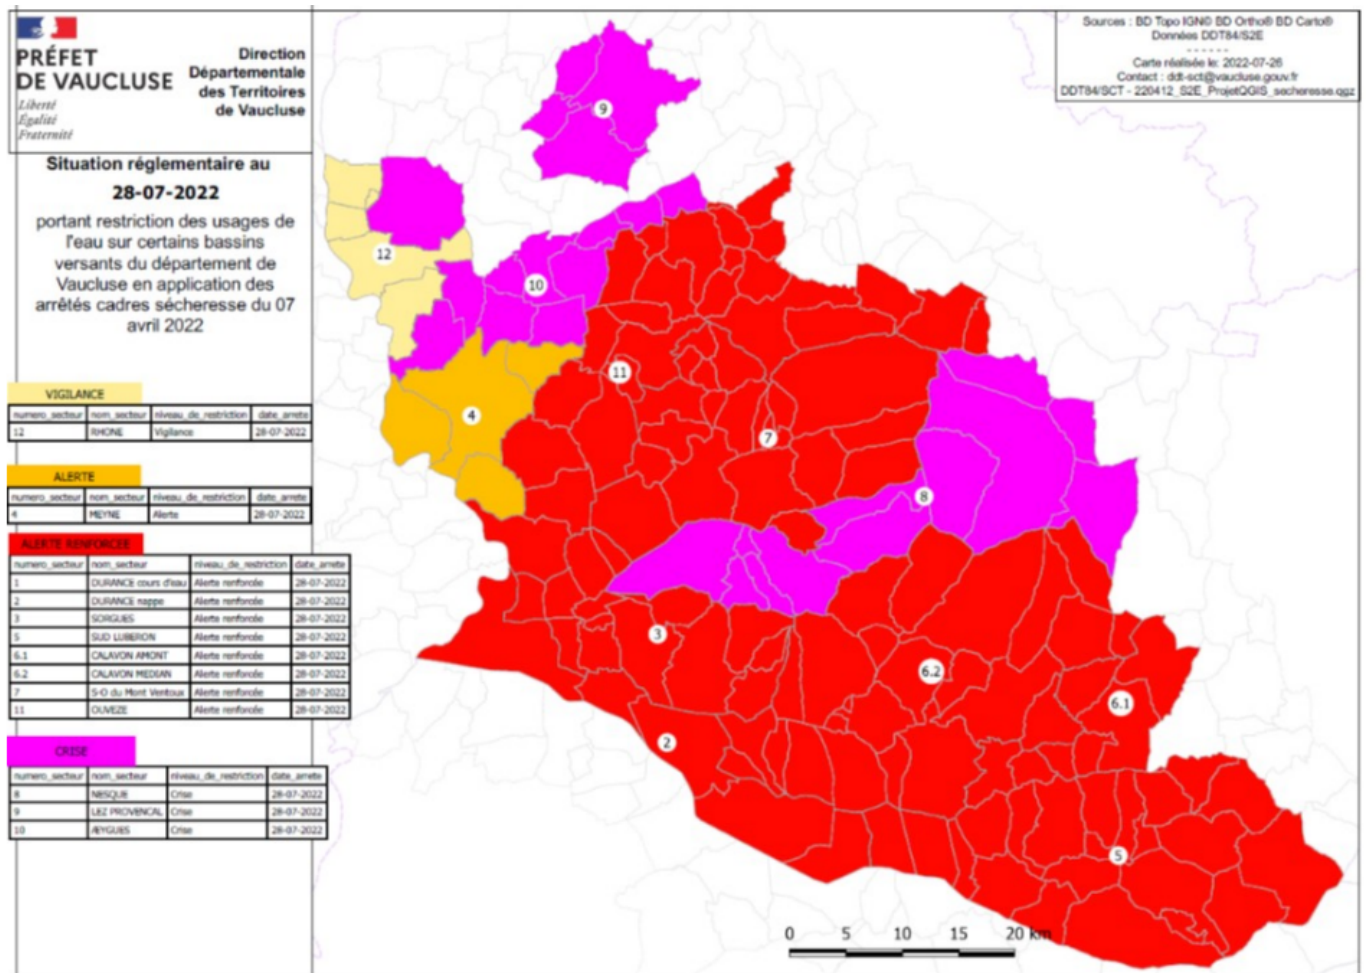 PRÉFET
DE VAUCLUSE
Liberté
Égalité
Fraternité
Direction
Départementale
des Territoires
de Vaucluse
Situation réglementaire au
28-07-2022
portant restriction des usages de
l'eau sur certains bassins
versants du département de
Vaucluse en application des
arrêtés cadres sécheresse du 07
avril 2022
VIGILANCE
numero_secteur nom_secteur niveau_de_restriction date_arrete
12 RHONE Vigilance 28-07-2022
ALERTE
numero_secteur nom_secteur niveau_de_restriction date_arrete
4 MEYNE Alerte 28-07-2022
ALERTE RENFORCEE
numero_secteur nom_secteur niveau_de_restriction date_arrete
1 DURANCE cours d'eau Alerte renforcée 28-07-2022
2 DURANCE nappe Alerte renforcée 28-07-2022
3 SORGUES Alerte renforcée 28-07-2022
5 SUD LUBERON Alerte renforcée 28-07-2022
6.1 CALAVON AMONT Alerte renforcée 28-07-2022
6.2 CALAVON MEDIAN Alerte renforcée 28-07-2022
7 S-O du Mont Ventoux Alerte renforcée 28-07-2022
11 OUVEZE Alerte renforcée 28-07-2022
CRISE
numero_secteur nom_secteur niveau_de_restriction date_arrete
8 NESQUE Crise 28-07-2022
9 LEZ PROVENCAL Crise 28-07-2022
10 ÆYGUES Crise 28-07-2022
Sources : BD Topo IGN® BD Ortho® BD Carto®
Données DDT84/S2E
- - - - - -
Carte réalisée le: 2022-07-26
Contact : ddt-sct@vaucluse.gouv.fr
DDT84/SCT - 220412_S2E_ProjetQGIS_secheresse.qgz
9
12
10
11
4
7
8
3
6.2
6.1
2
5
0 5 10 15 20 km